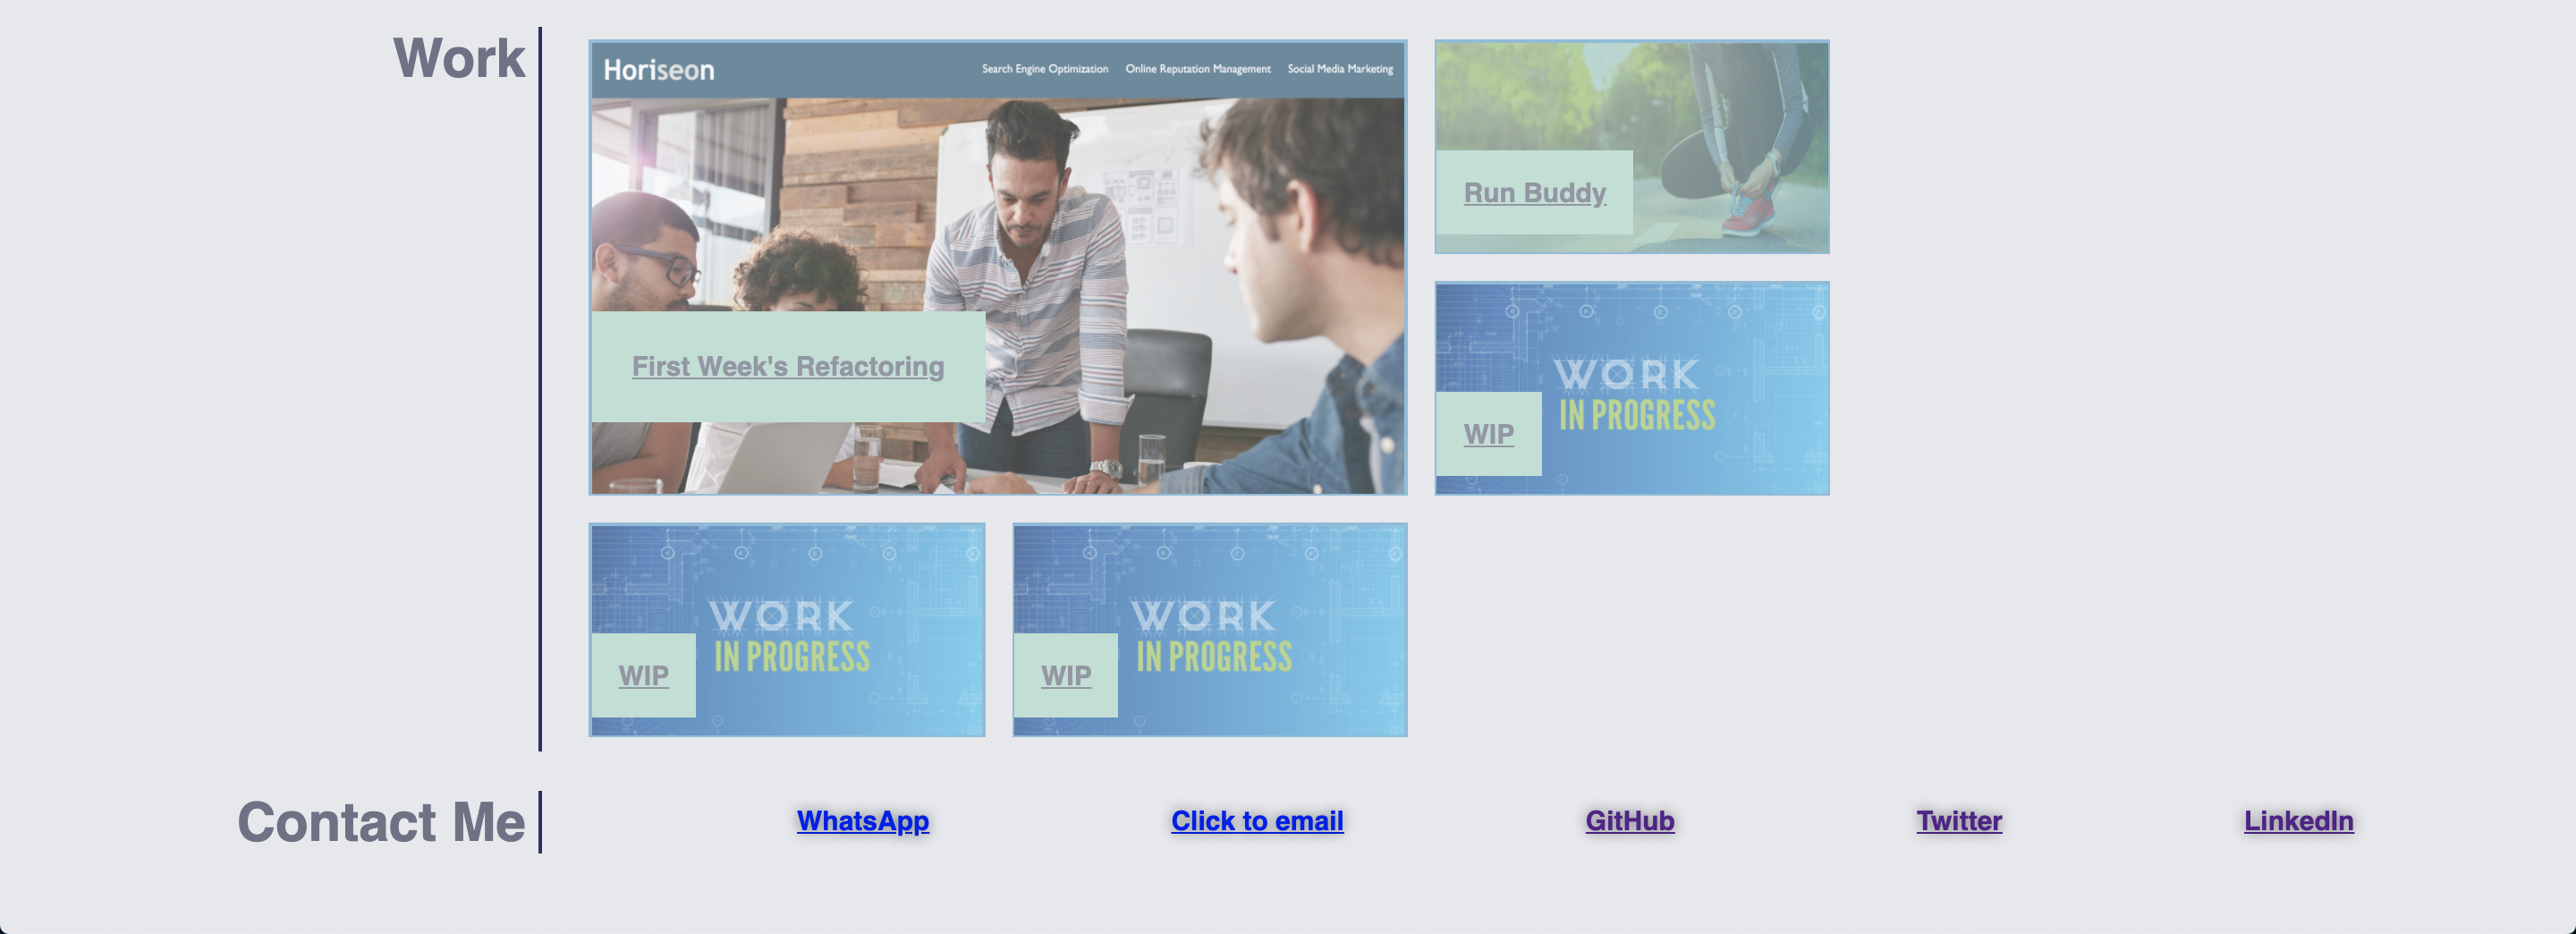 Work
Horiseon
Search Engine Optimization Online Reputation Management Social Media Marketing
First Week's Refactoring
Run Buddy
WORK
IN PROGRESS
WIP
WORK
IN PROGRESS
WIP
WORK
IN PROGRESS
WIP
Contact Me
WhatsApp Click to email GitHub Twitter LinkedIn